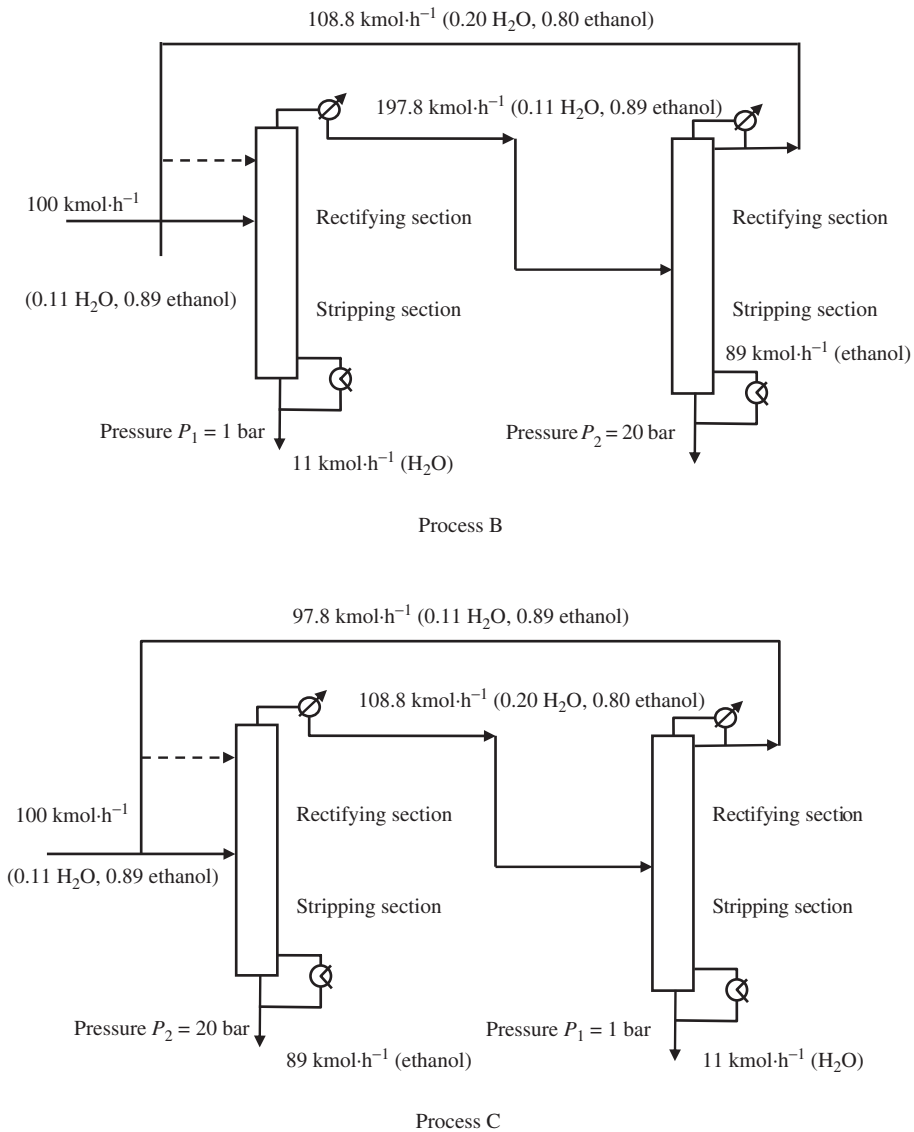 108.8 kmol·h⁻¹ (0.20 H₂O, 0.80 ethanol)
197.8 kmol·h⁻¹ (0.11 H₂O, 0.89 ethanol)
100 kmol·h⁻¹
Rectifying section
Rectifying section
(0.11 H₂O, 0.89 ethanol)
Stripping section
Stripping section
89 kmol·h⁻¹ (ethanol)
Pressure P₁ = 1 bar
Pressure P₂ = 20 bar
11 kmol·h⁻¹ (H₂O)
Process B
97.8 kmol·h⁻¹ (0.11 H₂O, 0.89 ethanol)
108.8 kmol·h⁻¹ (0.20 H₂O, 0.80 ethanol)
100 kmol·h⁻¹
Rectifying section
Rectifying section
(0.11 H₂O, 0.89 ethanol)
Stripping section
Stripping section
Pressure P₂ = 20 bar
Pressure P₁ = 1 bar
89 kmol·h⁻¹ (ethanol)
11 kmol·h⁻¹ (H₂O)
Process C